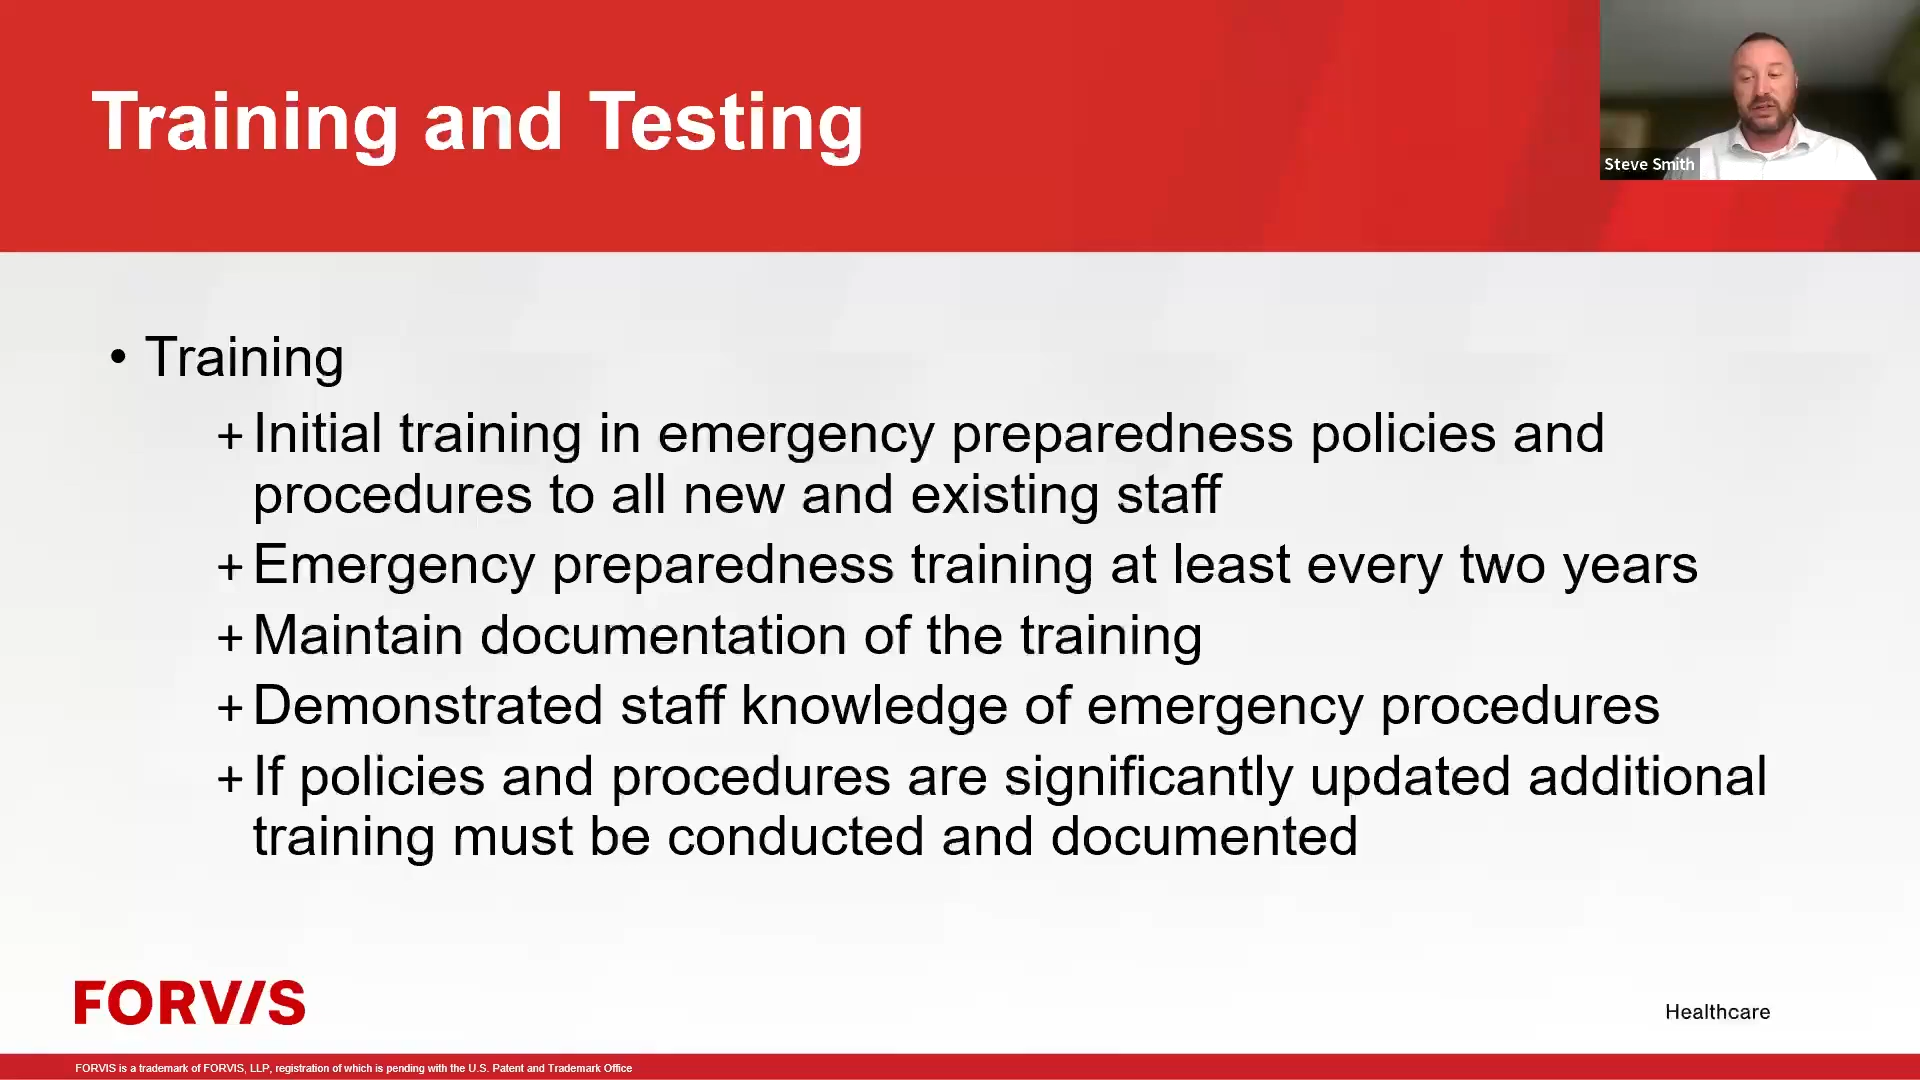 Training and Testing
Steve Smith
• Training
+ Initial training in emergency preparedness policies and
procedures to all new and existing staff
+ Emergency preparedness training at least every two years
+ Maintain documentation of the training
+ Demonstrated staff knowledge of emergency procedures
+ If policies and procedures are significantly updated additional
training must be conducted and documented
FORVIS
Healthcare
FORVIS is a trademark of FORVIS, LLP, registration of which is pending with the U.S. Patent and Trademark Office